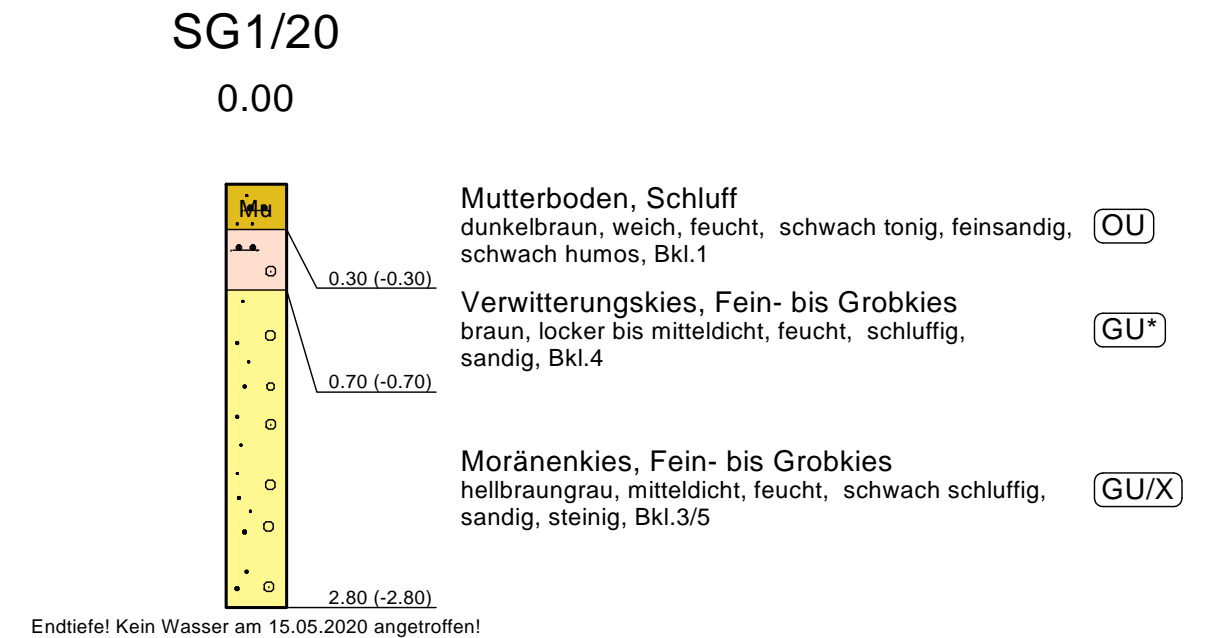 SG1/20
0.00
Mu
Mutterboden, Schluff
dunkelbraun, weich, feucht, schwach tonig, feinsandig,
schwach humos, Bkl.1
OU
0.30 (-0.30)
Verwitterungskies, Fein- bis Grobkies
braun, locker bis mitteldicht, feucht, schluffig,
sandig, Bkl.4
GU*
0.70 (-0.70)
Moränenkies, Fein- bis Grobkies
hellbraungrau, mitteldicht, feucht, schwach schluffig,
sandig, steinig, Bkl.3/5
GU/X
2.80 (-2.80)
Endtiefe! Kein Wasser am 15.05.2020 angetroffen!